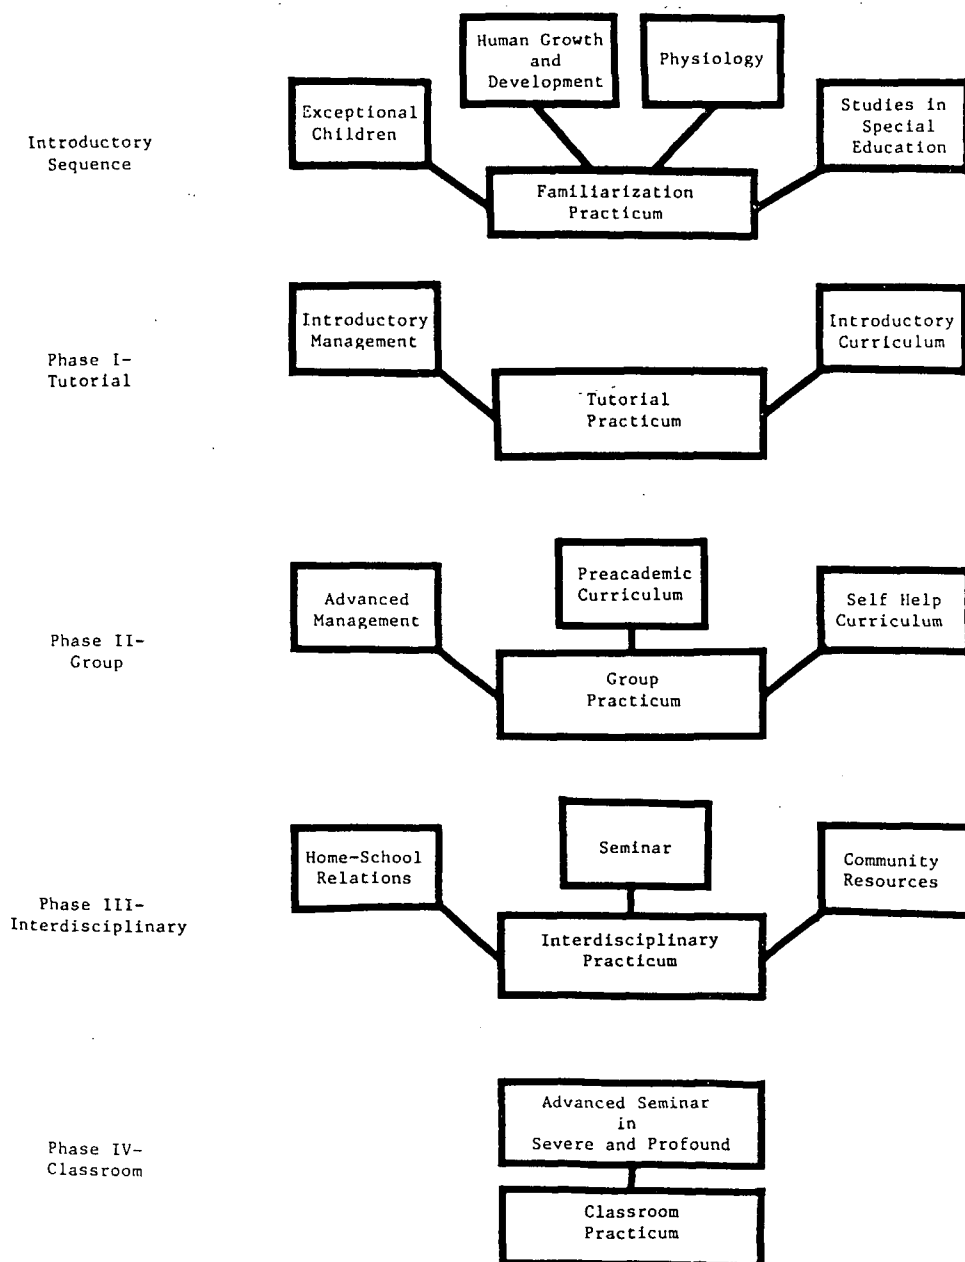 Human Growth
and
Development
Physiology
Exceptional
Children
Studies in
Special
Education
Introductory
Sequence
Familiarization
Practicum
Introductory
Management
Introductory
Curriculum
Phase I-
Tutorial
Tutorial
Practicum
Preacademic
Curriculum
Advanced
Management
Self Help
Curriculum
Phase II-
Group
Group
Practicum
Seminar
Home-School
Relations
Community
Resources
Phase III-
Interdisciplinary
Interdisciplinary
Practicum
Advanced Seminar
in
Severe and Profound
Phase IV-
Classroom
Classroom
Practicum